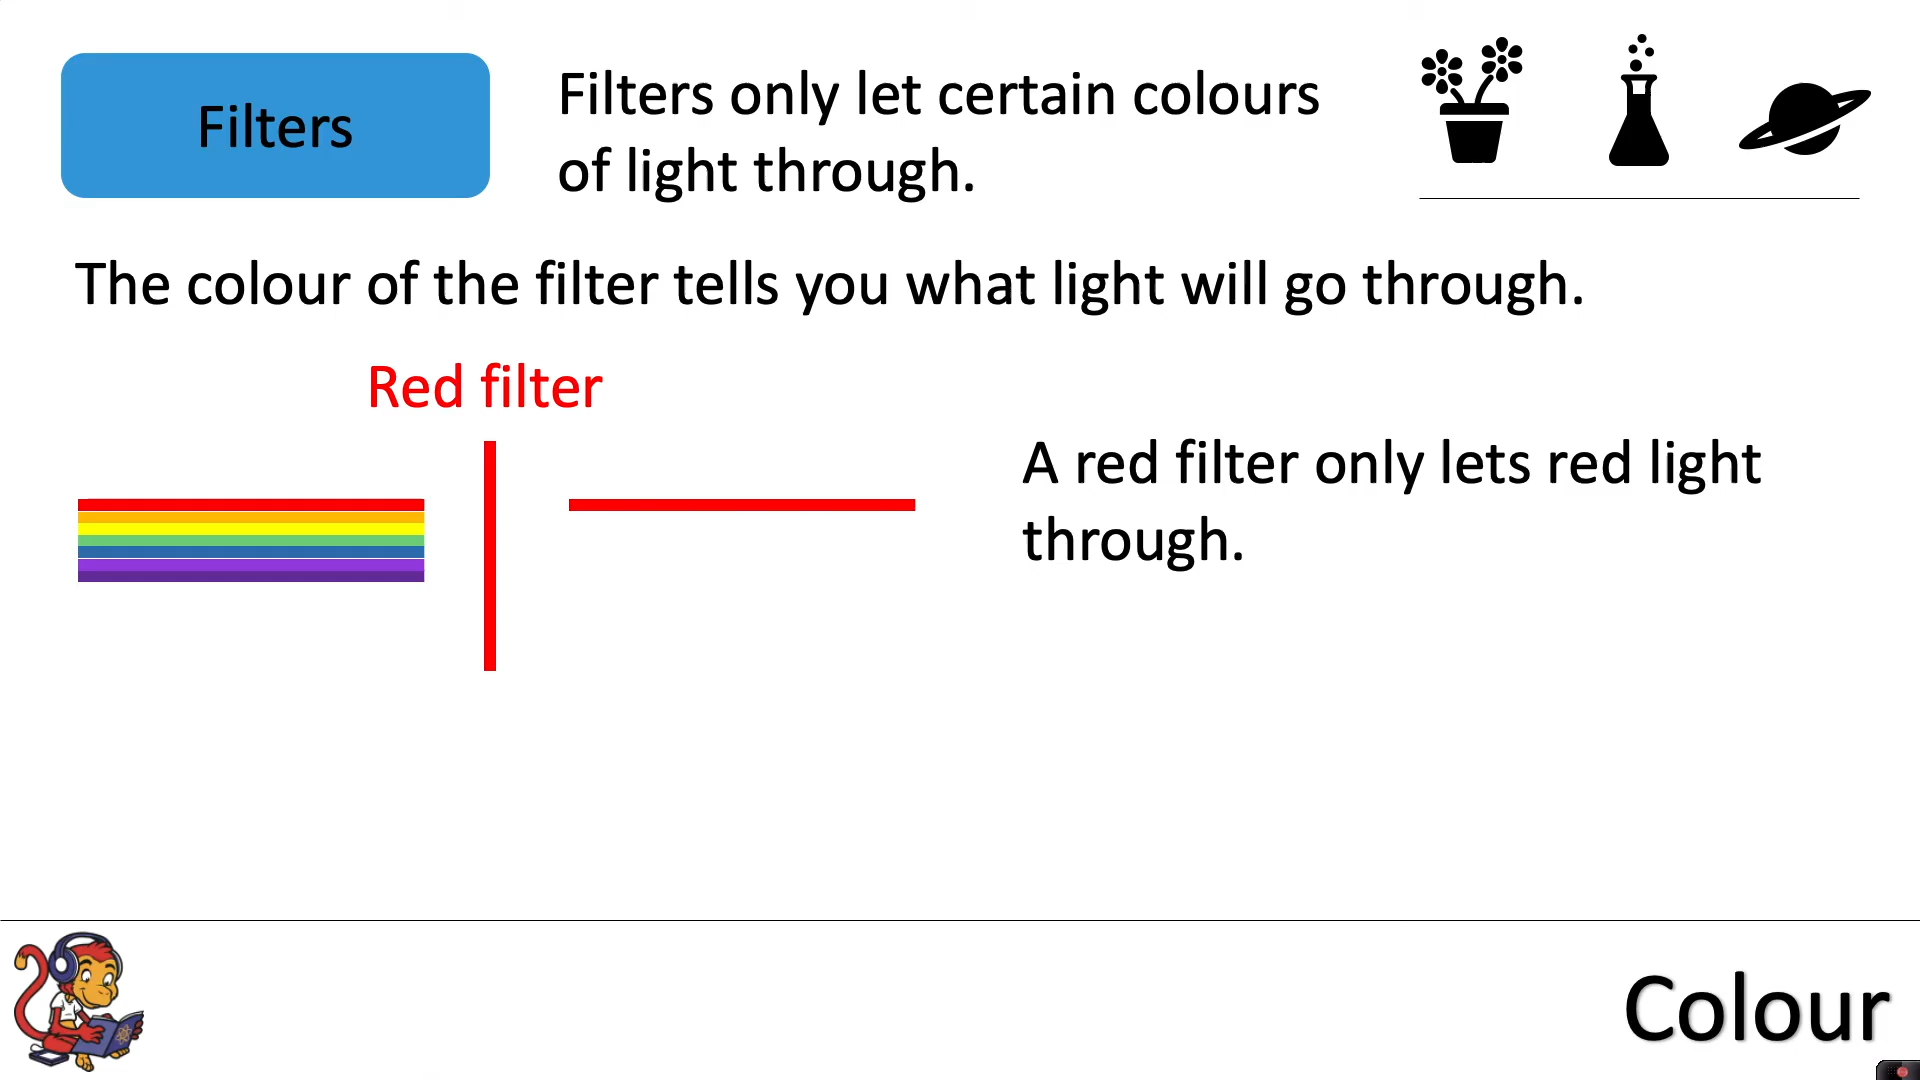 Filters
Filters only let certain colours
of light through.
The colour of the filter tells you what light will go through.
Red filter
A red filter only lets red light
through.
Colour